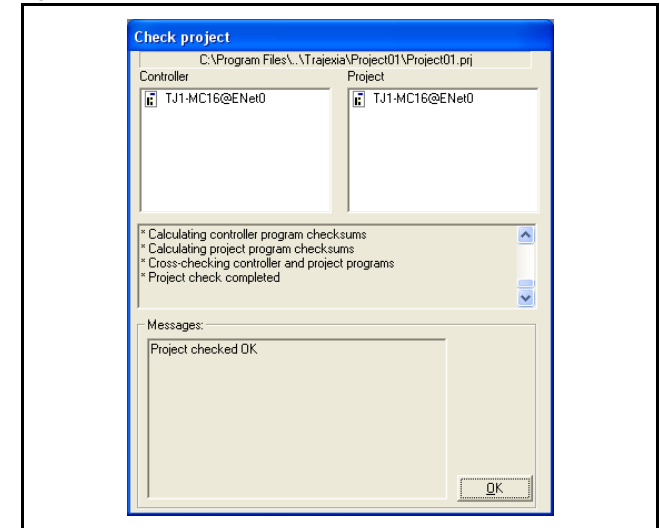 Check project
C:\Program Files\..\Trajexia\Project01\Project01.prj
Controller
Project
TJ1-MC16@ENet0
TJ1-MC16@ENet0
* Calculating controller program checksums
* Calculating project program checksums
* Cross-checking controller and project programs
* Project check completed
Messages:
Project checked OK
OK